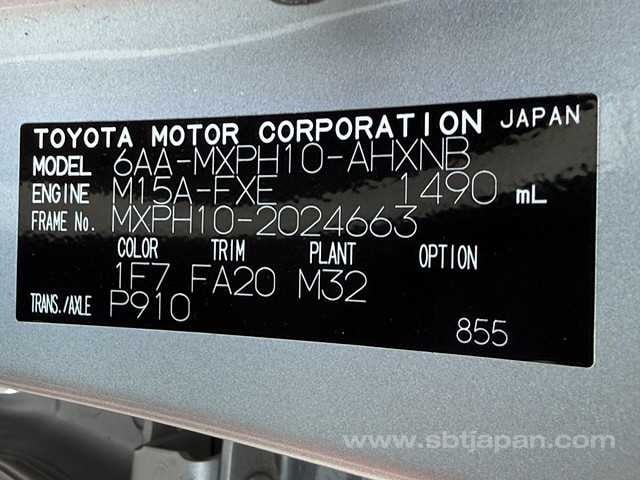 TOYOTA MOTOR CORPORATION JAPAN
MODEL 6AA-MXPH10-AHXNB
ENGINE M15A-FXE 1490 mL
FRAME No. MXPH10-2024663
COLOR TRIM PLANT OPTION
1F7 FA20 M32
TRANS./AXLE P910
855
www.sbtjapan.com